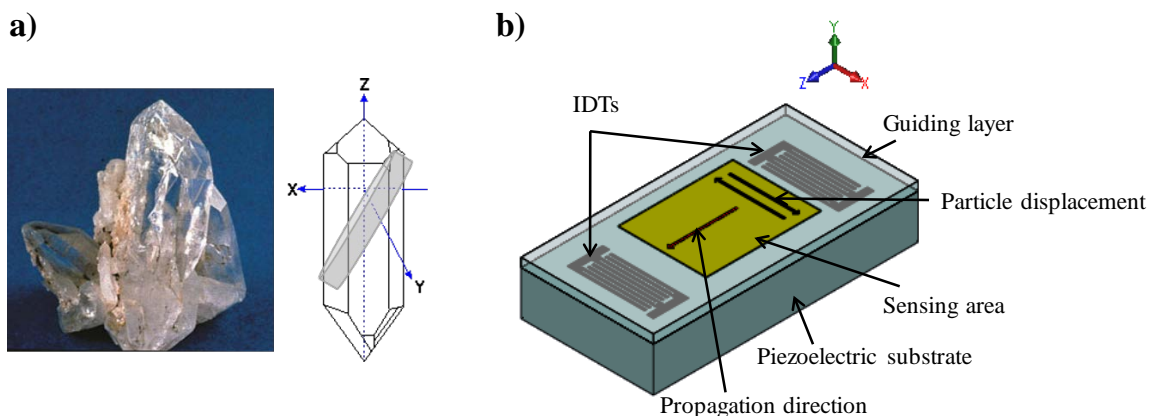 a)
Z
X
Y
b)
Y
Z
X
IDTs
Guiding layer
Particle displacement
Sensing area
Piezoelectric substrate
Propagation direction